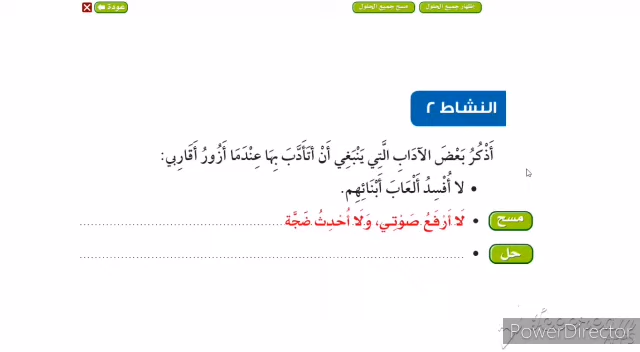 إظهار جميع الحلول
مسح جميع الحلول
عودة
النشاط ٢
أَذْكُرُ بَعْضَ الآدَابِ الَّتِي يَنْبَغِي أَنْ أَتَأَدَّبَ بِهَا عِنْدَمَا أَزُورُ أَقَارِبي:
• لا أُفْسِدُ أَلْعَابَ أَبْنَائِهِم.
مسح • لَا أَرْفَعُ صَوْتِي، وَلَا أُحْدِثُ ضَجَّة
حل •
PowerDirector